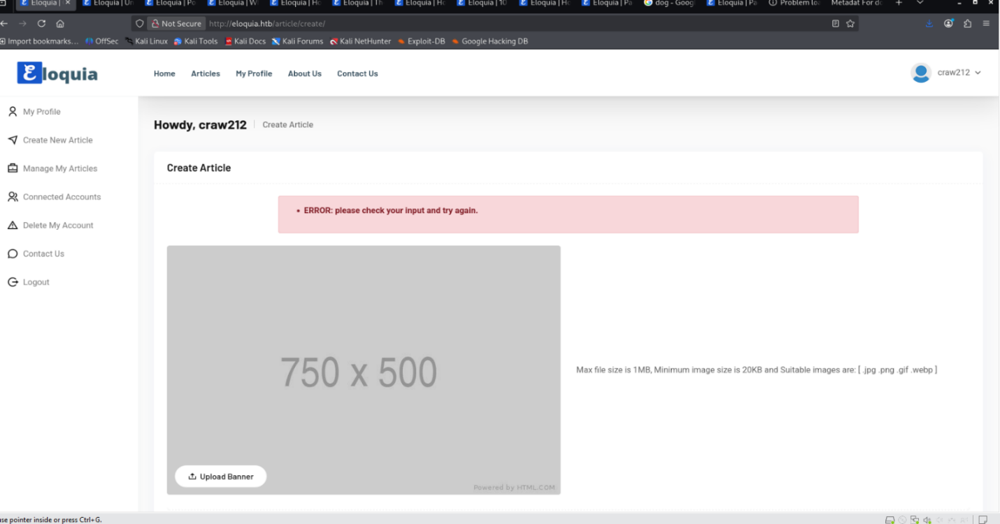 Eloquia | Eloquia | Un Eloquia | Po Eloquia | W Eloquia | Ho Eloquia | Th Eloquia | Ho Eloquia | 10 Eloquia | Ho Eloquia | Pa dog - Goog Eloquia | Pa Problem loa Metadat For do
Not Secure http://eloquia.htb/article/create/
Import bookmarks... OffSec Kali Linux Kali Tools Kali Docs Kali Forums Kali NetHunter Exploit-DB Google Hacking DB
Eloquia Home Articles My Profile About Us Contact Us craw212
My Profile
Create New Article
Manage My Articles
Connected Accounts
Delete My Account
Contact Us
Logout
Howdy, craw212 Create Article
Create Article
• ERROR: please check your input and try again.
750 x 500
Max file size is 1MB, Minimum image size is 20KB and Suitable images are: [ .jpg .png .gif .webp ]
Upload Banner
Powered by HTML.COM
use pointer inside or press Ctrl+G.